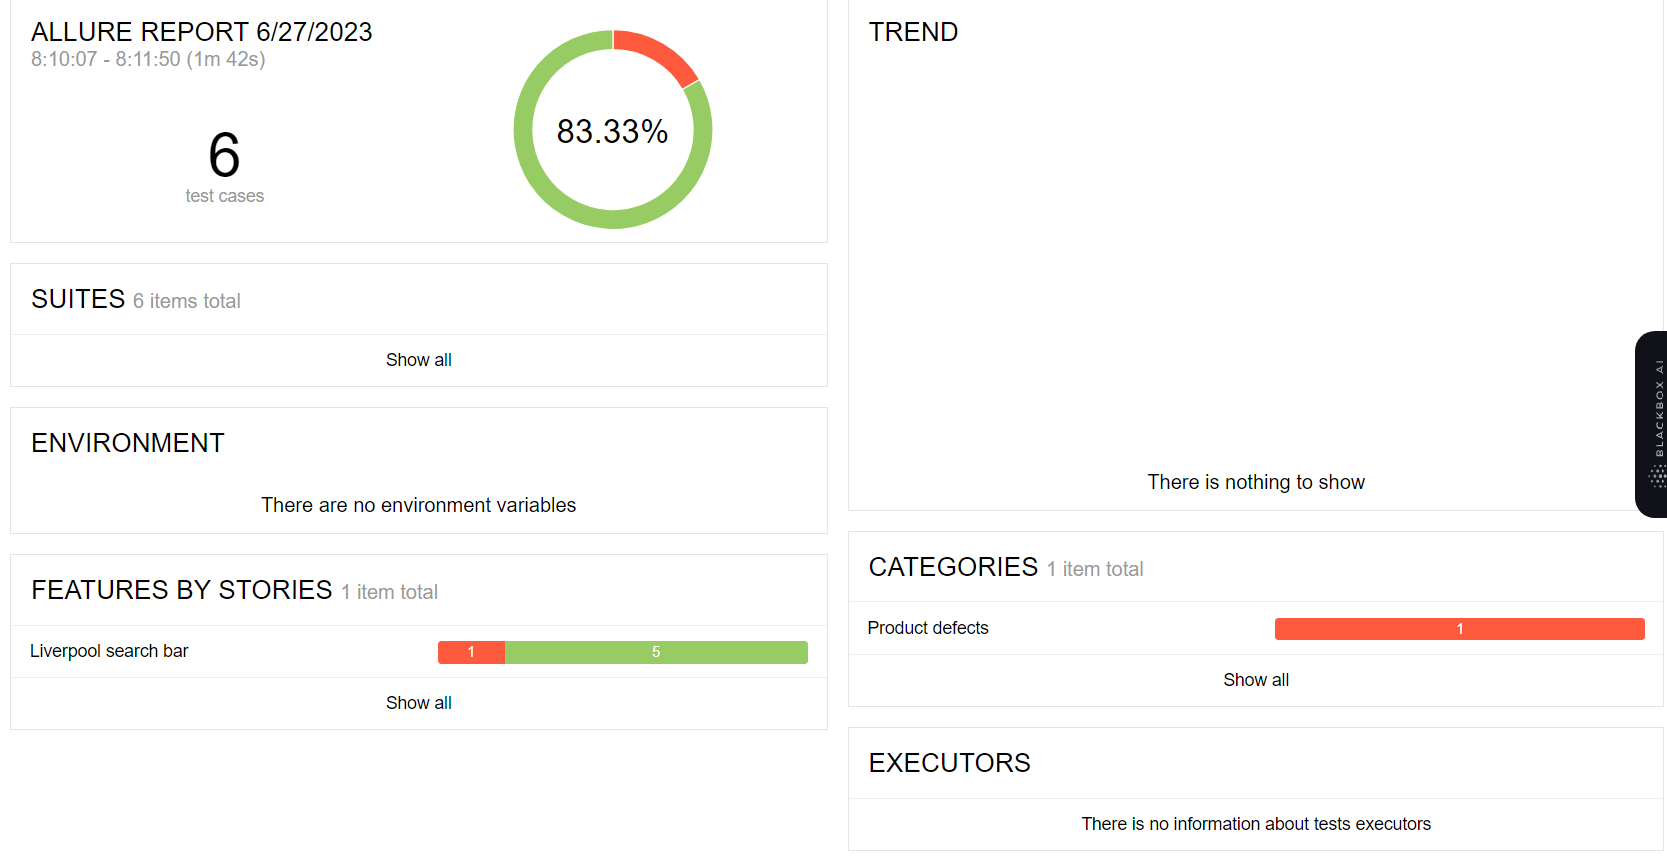 ALLURE REPORT 6/27/2023
8:10:07 - 8:11:50 (1m 42s)
6
test cases
83.33%
SUITES 6 items total
Show all
ENVIRONMENT
There are no environment variables
FEATURES BY STORIES 1 item total
Liverpool search bar 1 5
Show all
TREND
There is nothing to show
CATEGORIES 1 item total
Product defects 1
Show all
EXECUTORS
There is no information about tests executors
BLACKBOX AI